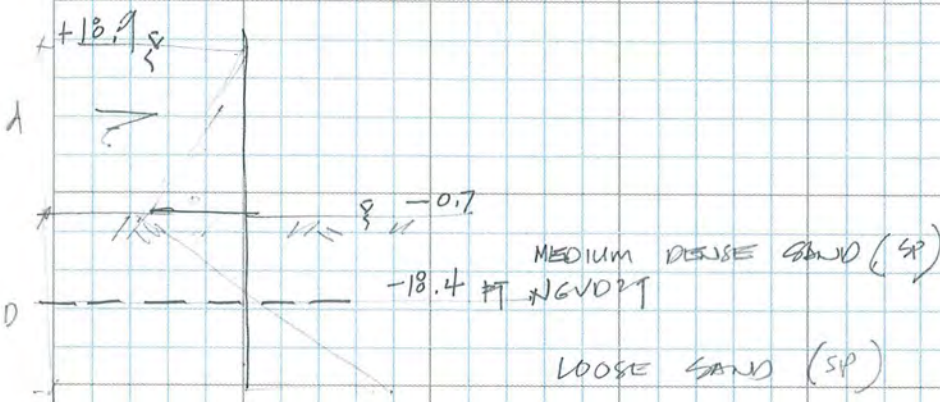 +18.9
d
-0.7
MEDIUM DENSE SAND (SP)
-18.4 FT NGVD29
D
LOOSE SAND (SP)